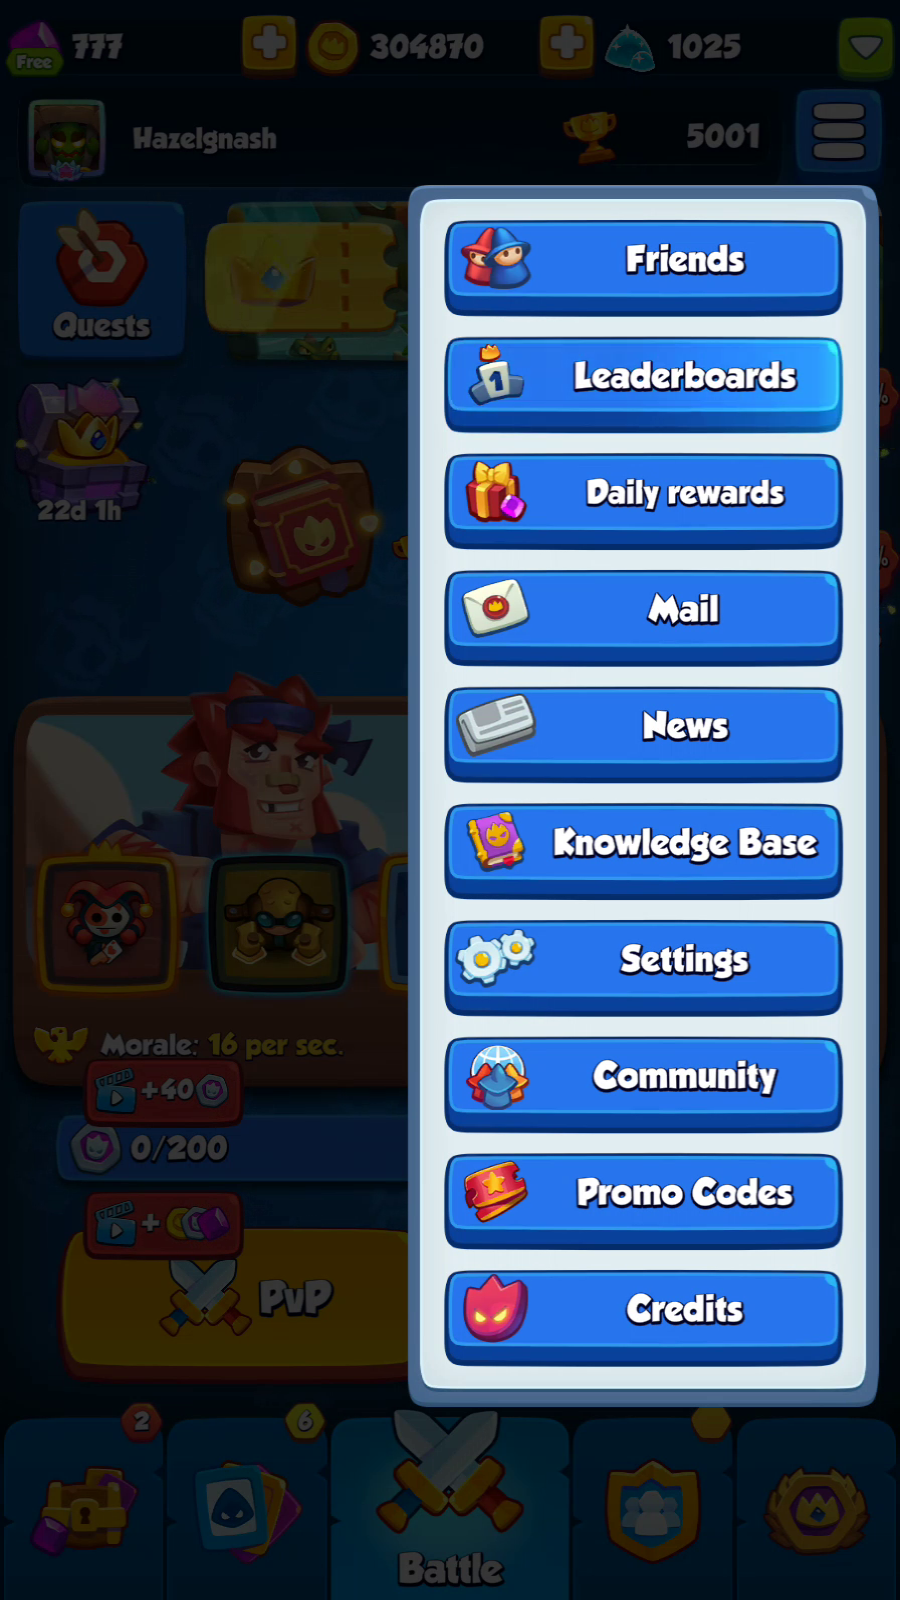 Free 777 304870 1025
Hazelgnash 5001
Quests
22d 1h
Friends
1 Leaderboards
Daily rewards
Mail
News
Knowledge Base
Settings
Community
Promo Codes
Credits
Morale: 16 per sec.
+40
0/200
+
PvP
2 6
Battle